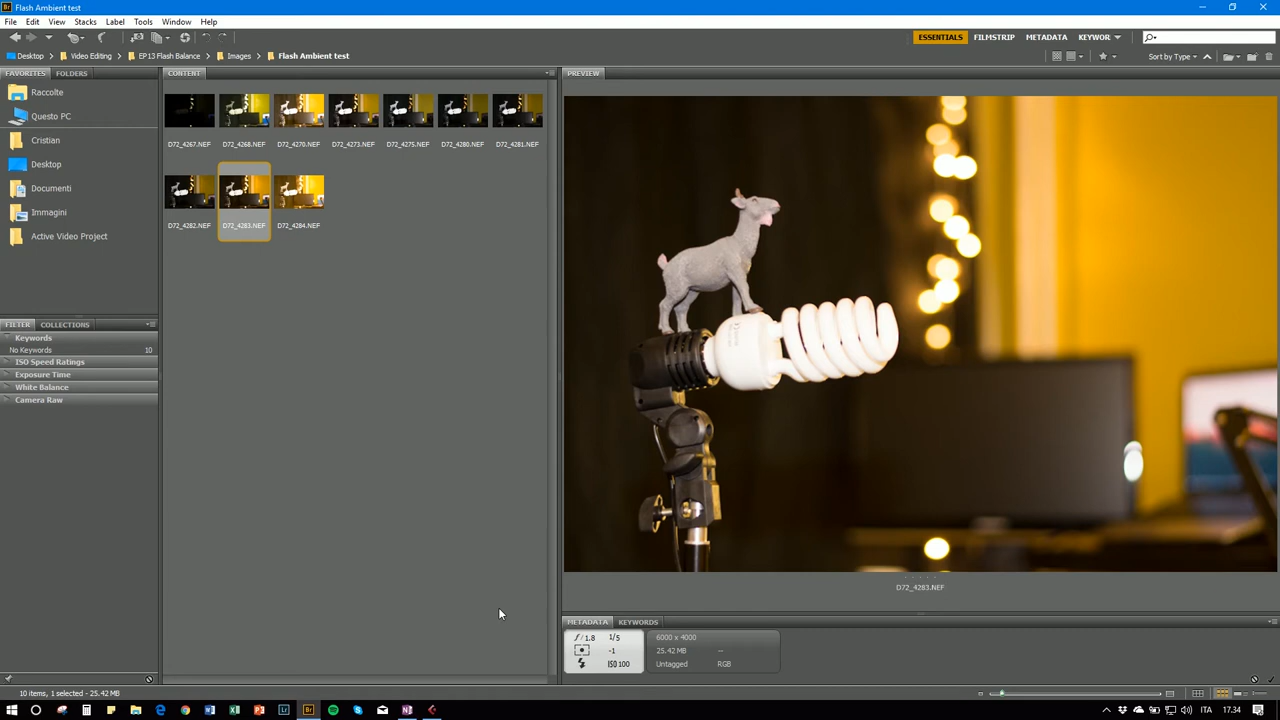 Br Flash Ambient test
File Edit View Stacks Label Tools Window Help
ESSENTIALS FILMSTRIP METADATA KEYWOR
Desktop Video Editing EP13 Flash Balance Images Flash Ambient test Sort by Type
FAVORITES FOLDERS
Raccolte
Questo PC
Cristian
Desktop
Documenti
Immagini
Active Video Project
FILTER COLLECTIONS
Keywords
No Keywords 10
ISO Speed Ratings
Exposure Time
White Balance
Camera Raw
CONTENT
D72_4267.NEF D72_4268.NEF D72_4270.NEF D72_4273.NEF D72_4275.NEF D72_4280.NEF D72_4281.NEF
D72_4282.NEF D72_4283.NEF D72_4284.NEF
PREVIEW
D72_4283.NEF
METADATA KEYWORDS
f/1.8 1/5
-1
ISO 100
6000 x 4000
25.42 MB --
Untagged RGB
10 items, 1 selected - 25.42 MB
ITA 17.34